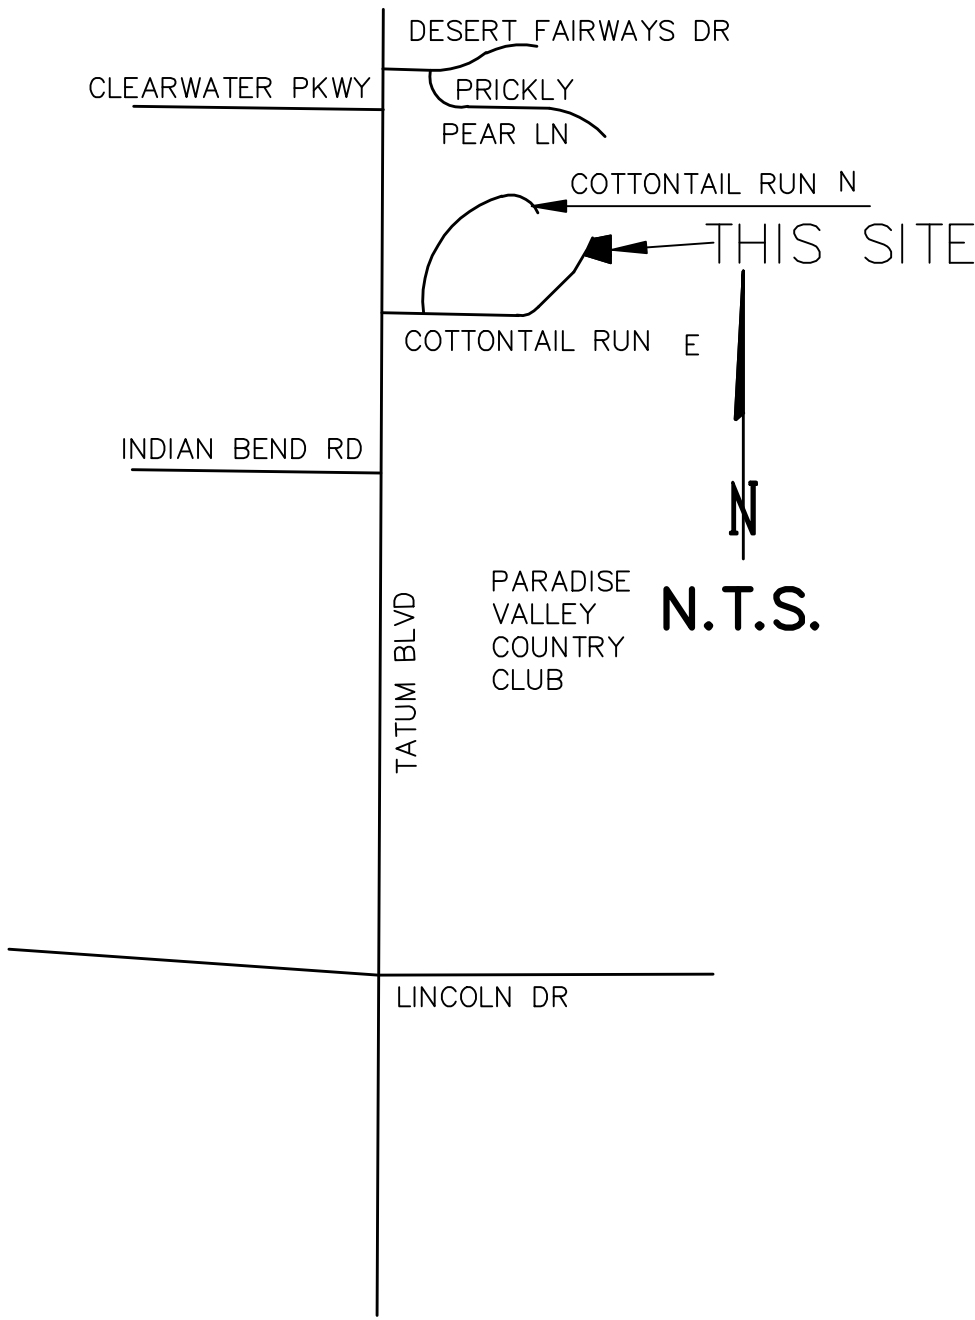 DESERT FAIRWAYS DR
CLEARWATER PKWY
PRICKLY
PEAR LN
COTTONTAIL RUN N
THIS SITE
COTTONTAIL RUN E
INDIAN BEND RD
N
PARADISE
VALLEY
COUNTRY
CLUB
N.T.S.
TATUM BLVD
LINCOLN DR